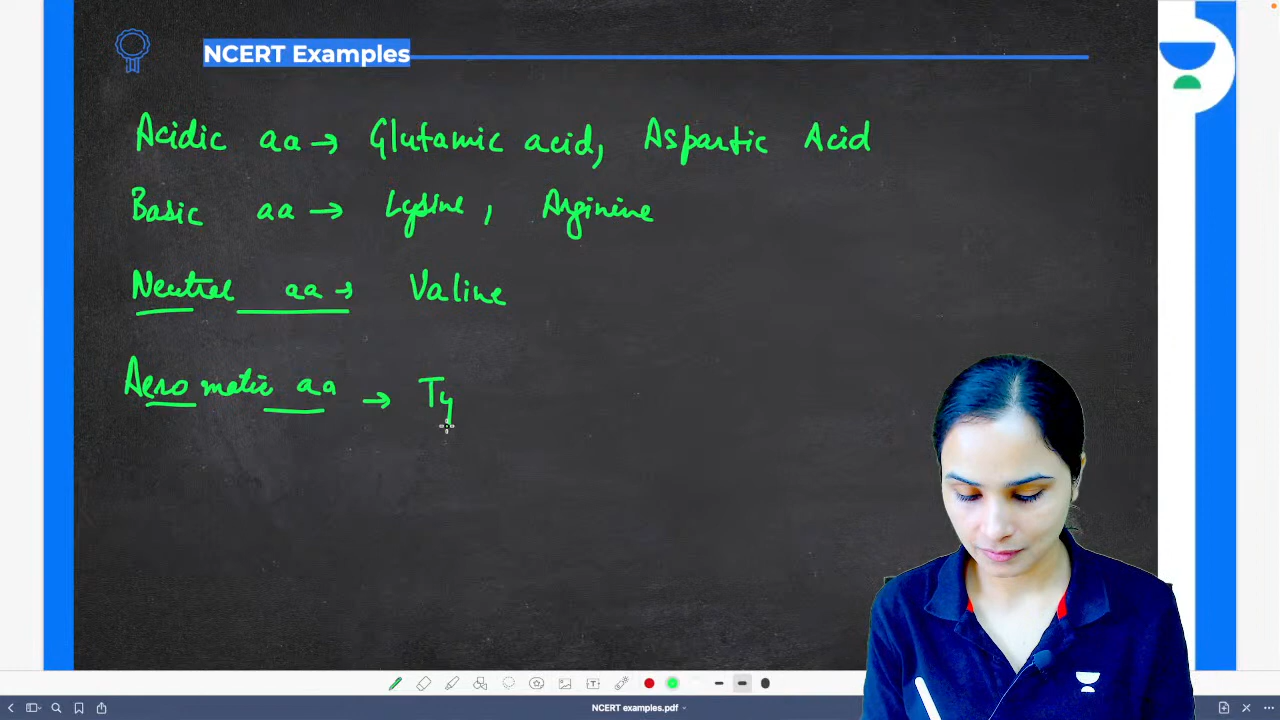 NCERT Examples
Acidic aa → Glutamic acid, Aspartic Acid
Basic aa → Lysine, Arginine
Neutral aa → Valine
Aeromatic aa → Ty
NCERT examples.pdf